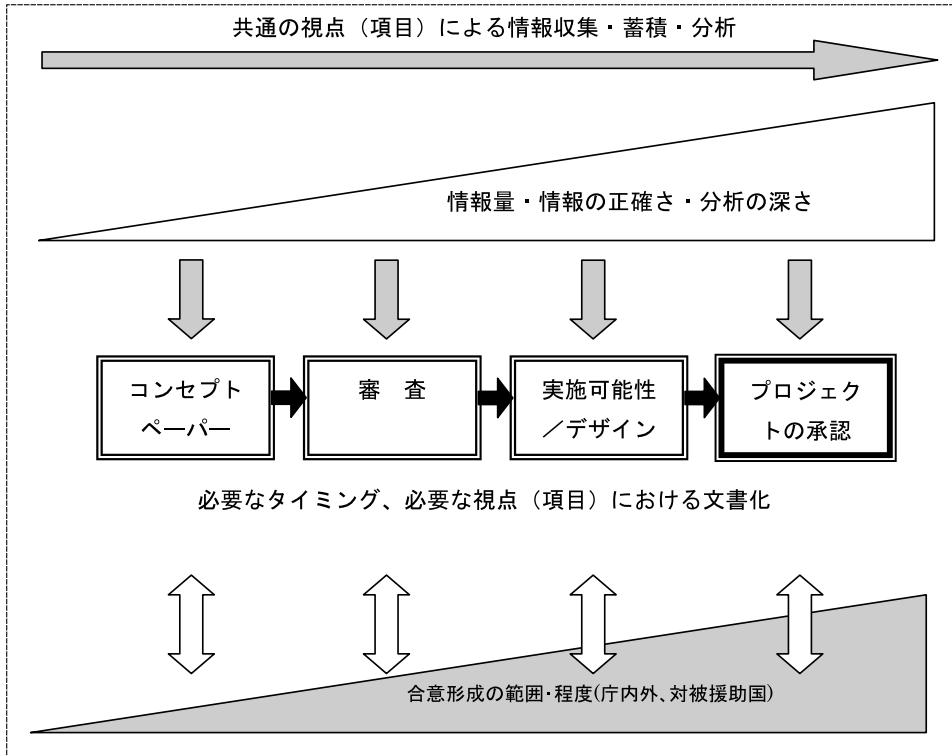 共通の視点（項目）による情報収集・蓄積・分析
情報量・情報の正確さ・分析の深さ
コンセプト
ペーパー
審　査
実施可能性
／デザイン
プロジェク
トの承認
必要なタイミング、必要な視点（項目）における文書化
合意形成の範囲・程度(庁内外、対被援助国)